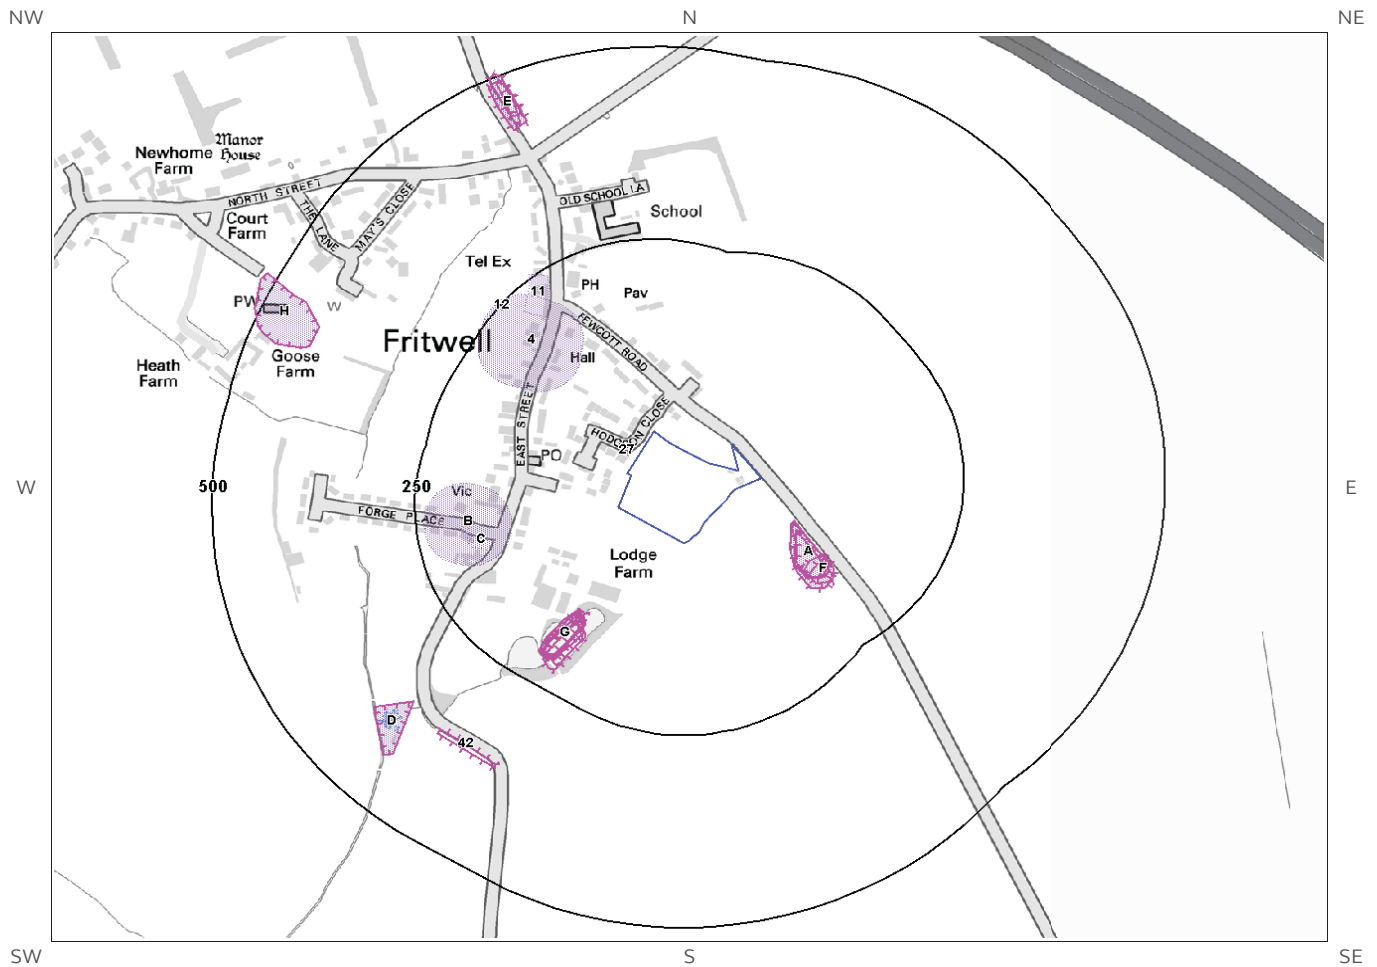 NW
N
NE
E
Manor
House
Newhome
Farm
NORTH STREET
OLD SCHOOL LA
THE LANE
MAY'S CLOSE
School
Court
Farm
Tel Ex
11
PH
Pav
12
PW
H
W
FEWCOTT ROAD
Fritwell
4
Hall
Goose
Farm
Heath
Farm
EAST STREET
HODGSON CLOSE
27
PO
W
500
250
Vic
E
FORGE PLACE
B
C
Lodge
Farm
A
F
G
D
42
SW
S
SE